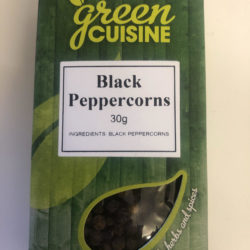 green
CUISINE
Black
Peppercorns
30g
INGREDIENTS: BLACK PEPPERCORNS
herbs and spices